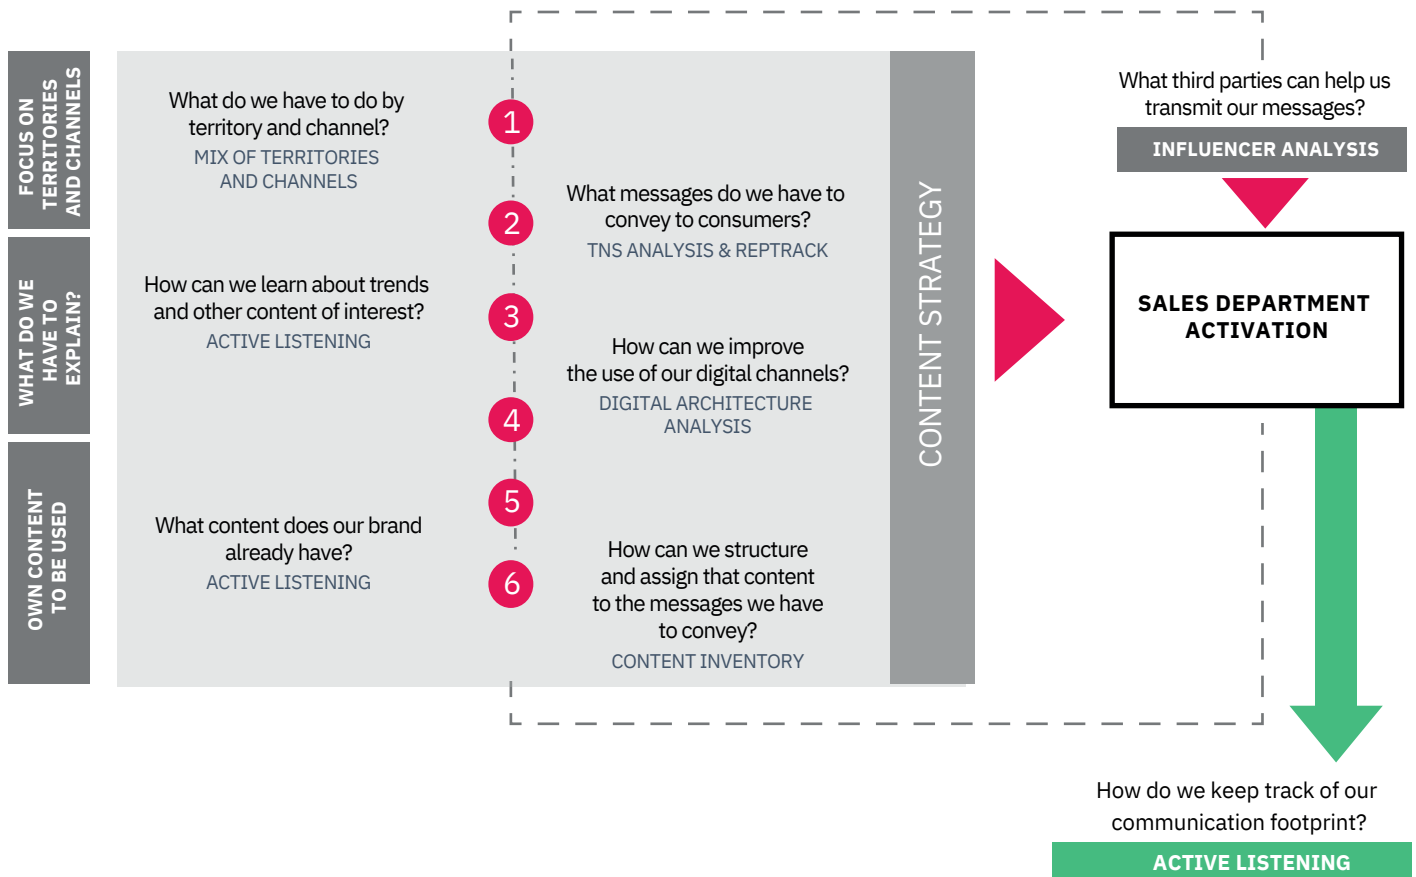 FOCUS ON
TERRITORIES
AND CHANNELS
WHAT DO WE
HAVE TO
EXPLAIN?
OWN CONTENT
TO BE USED
What do we have to do by
territory and channel?
MIX OF TERRITORIES
AND CHANNELS
1
What messages do we have to
convey to consumers?
TNS ANALYSIS & REPTRACK
2
How can we learn about trends
and other content of interest?
ACTIVE LISTENING
3
How can we improve
the use of our digital channels?
DIGITAL ARCHITECTURE
ANALYSIS
4
What content does our brand
already have?
ACTIVE LISTENING
5
How can we structure
and assign that content
to the messages we have
to convey?
CONTENT INVENTORY
6
CONTENT STRATEGY
What third parties can help us
transmit our messages?
INFLUENCER ANALYSIS
SALES DEPARTMENT
ACTIVATION
How do we keep track of our
communication footprint?
ACTIVE LISTENING